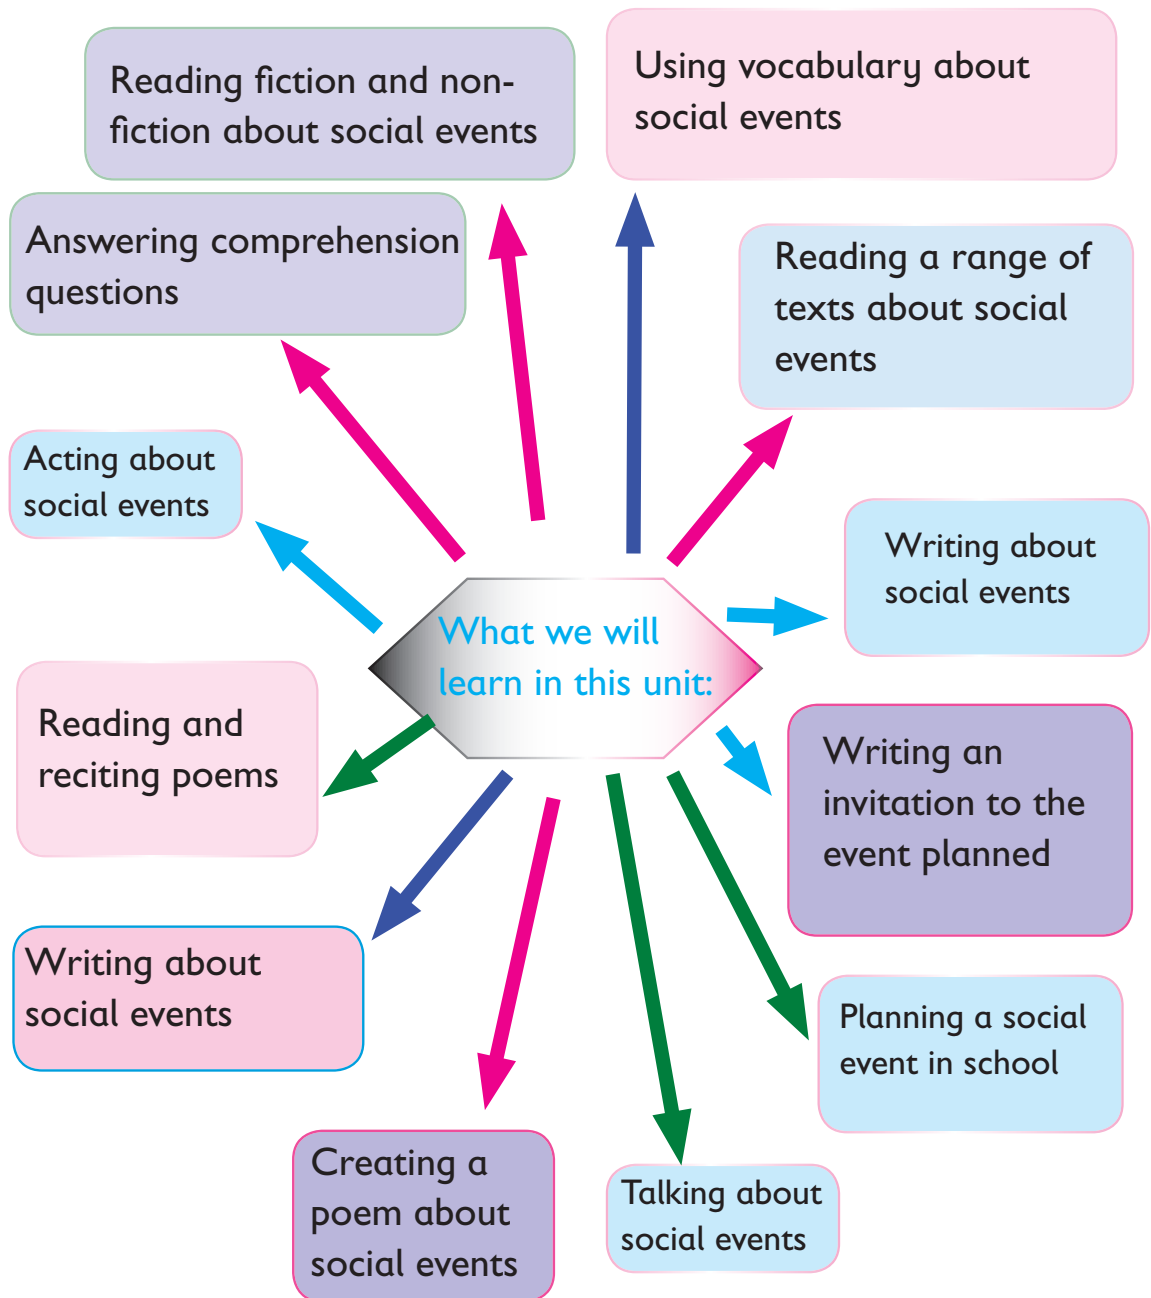 Reading fiction and non-
fiction about social events
Using vocabulary about
social events
Answering comprehension
questions
Reading a range of
texts about social
events
Acting about
social events
Writing about
social events
What we will
learn in this unit:
Reading and
reciting poems
Writing an
invitation to the
event planned
Writing about
social events
Planning a social
event in school
Creating a
poem about
social events
Talking about
social events